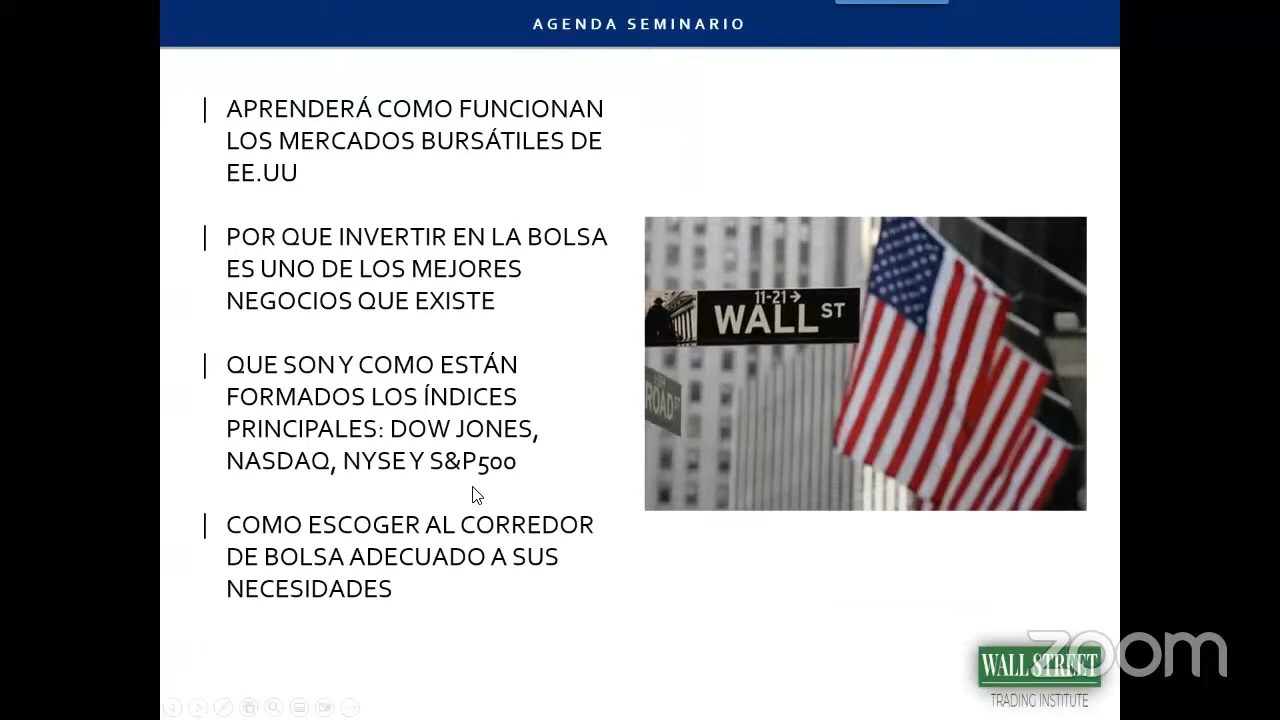 AGENDA SEMINARIO
APRENDERÁ COMO FUNCIONAN
LOS MERCADOS BURSÁTILES DE
EE.UU
POR QUE INVERTIR EN LA BOLSA
ES UNO DE LOS MEJORES
NEGOCIOS QUE EXISTE
QUE SON Y COMO ESTÁN
FORMADOS LOS ÍNDICES
PRINCIPALES: DOW JONES,
NASDAQ, NYSE Y S&P500
COMO ESCOGER AL CORREDOR
DE BOLSA ADECUADO A SUS
NECESIDADES
11-21→
WALL ST
ROAD ST
zoom
WALL STREET
TRADING INSTITUTE